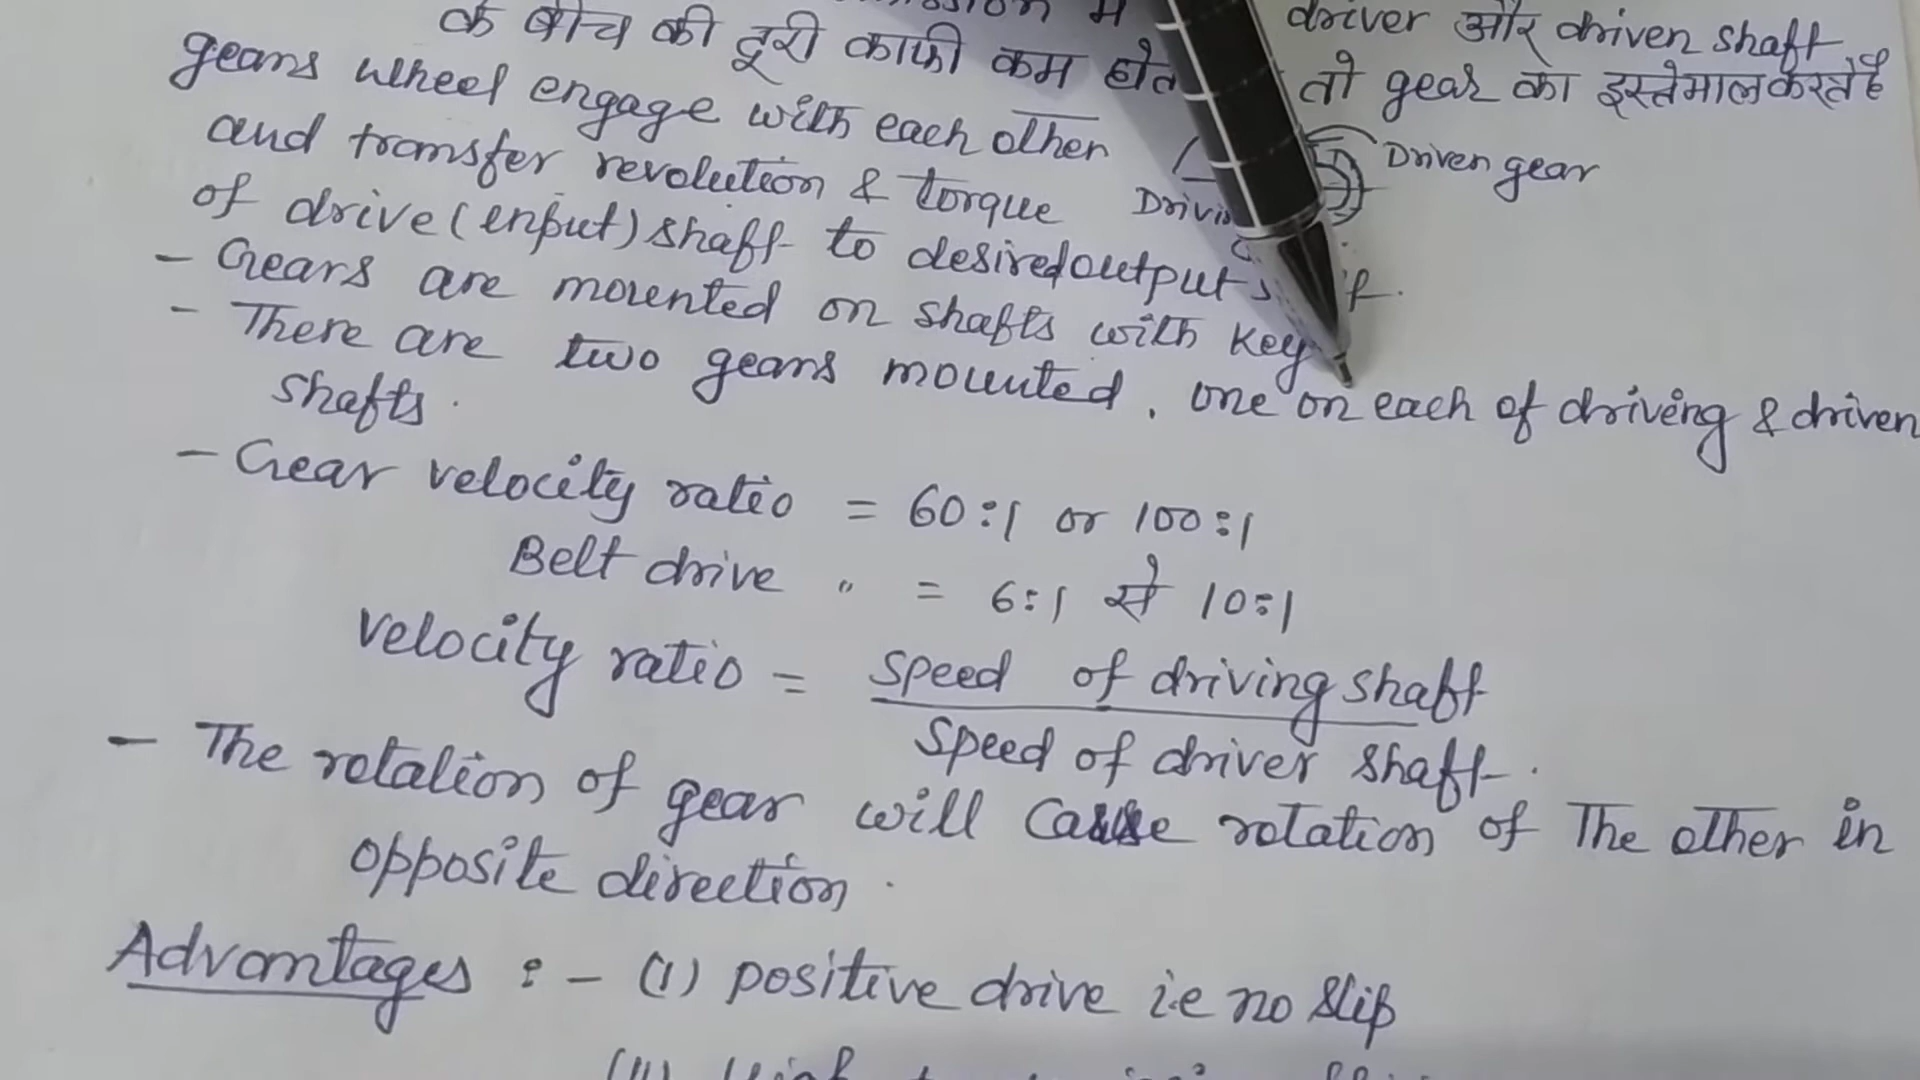 में driver और driven shaft
के बीच की दूरी काफी कम तो gear का इस्तेमाल करते है
gears wheel engage with each other
and transfer revolution & torque
Driven gear
of drive (input) shaft to desired output
- Gears are mounted on shafts with key
- There are two gears mounted, one on each of driving & driven
shafts.
- Gear velocity ratio = 60:1 or 100:1
Belt drive " = 6:1 से 10:1
velocity ratio = speed of driving shaft
speed of driver shaft.
- The rotation of gear will cause rotation of The other in
opposite direction.
Advantages :- (1) positive drive i.e no slip
(11)